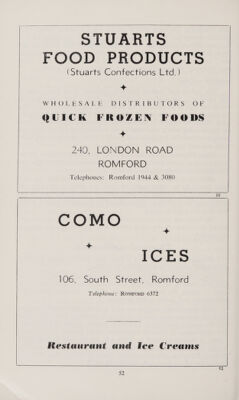 STUARTS
FOOD PRODUCTS
(Stuarts Confections Ltd.)
WHOLESALE DISTRIBUTORS OF
QUICK FROZEN FOODS
240, LONDON ROAD
ROMFORD
Telephones: Romford 1944 & 3080
COMO
ICES
106, South Street, Romford
Telephone: ROMFORD 6372
Restaurant and Ice Creams
52